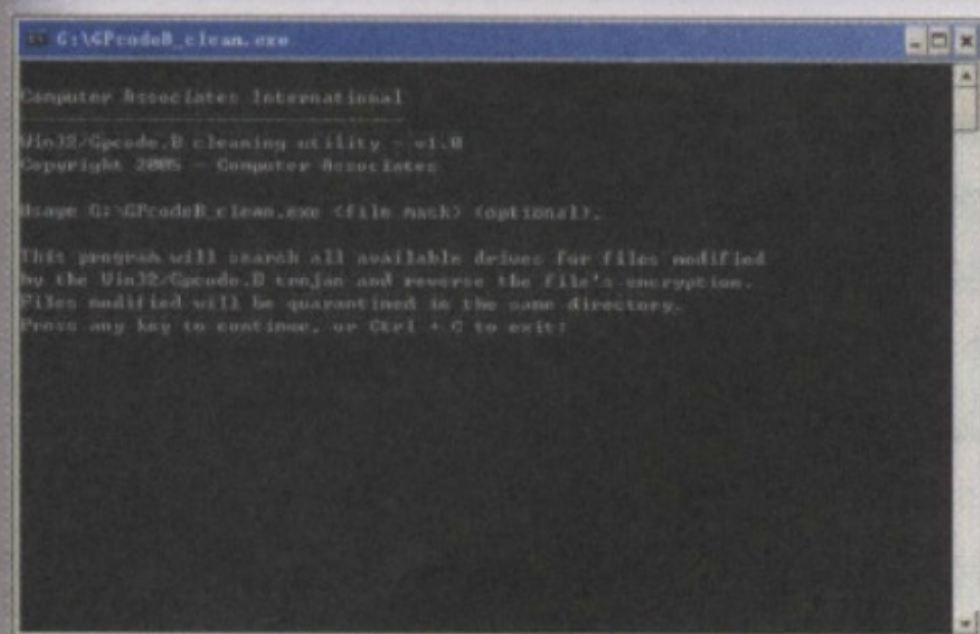 G:\GPcodeB_clean.exe
Computer Associates International
Win32/Gpcode.B cleaning utility - v1.0
Copyright 2005 - Computer Associates
Usage G:\GPcodeB_clean.exe <file mask> (optional).
This program will search all available drives for files modified
by the Win32/Gpcode.B trojan and reverse the file's encryption.
Files modified will be quarantined in the same directory.
Press any key to continue, or Ctrl + C to exit: